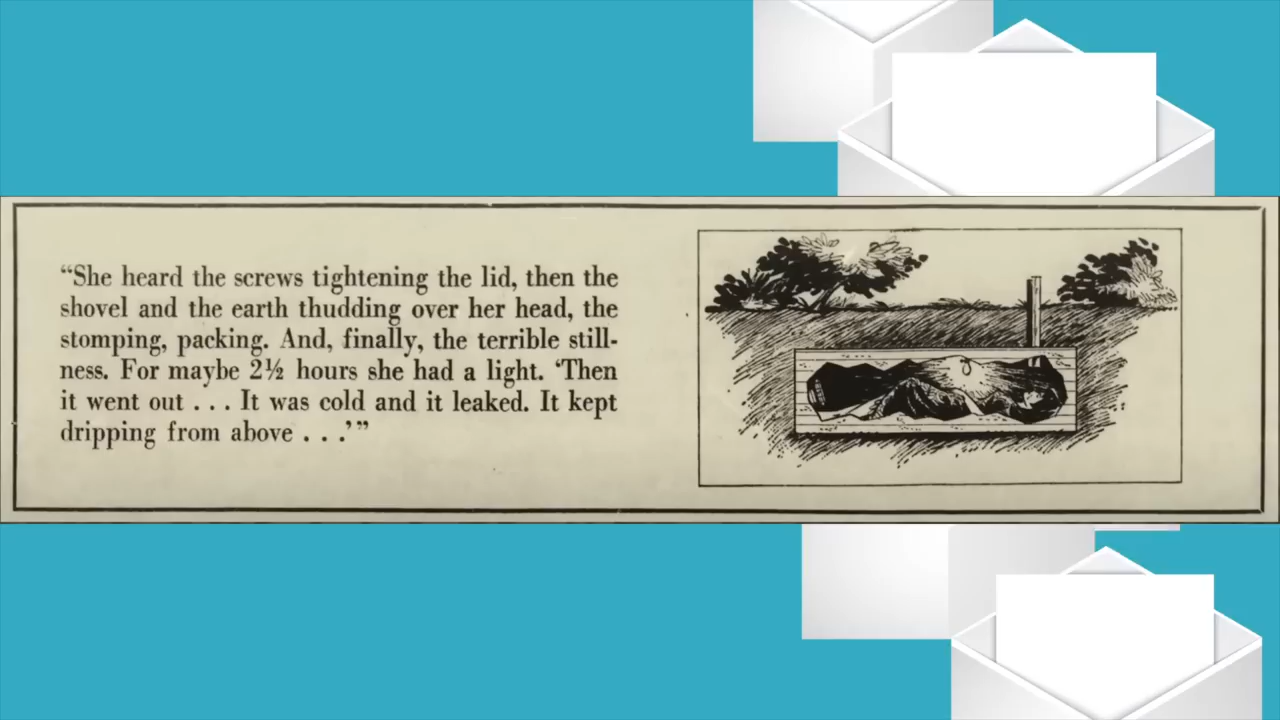 “She heard the screws tightening the lid, then the
shovel and the earth thudding over her head, the
stomping, packing. And, finally, the terrible still-
ness. For maybe 2½ hours she had a light. ‘Then
it went out . . . It was cold and it leaked. It kept
dripping from above . . .’”